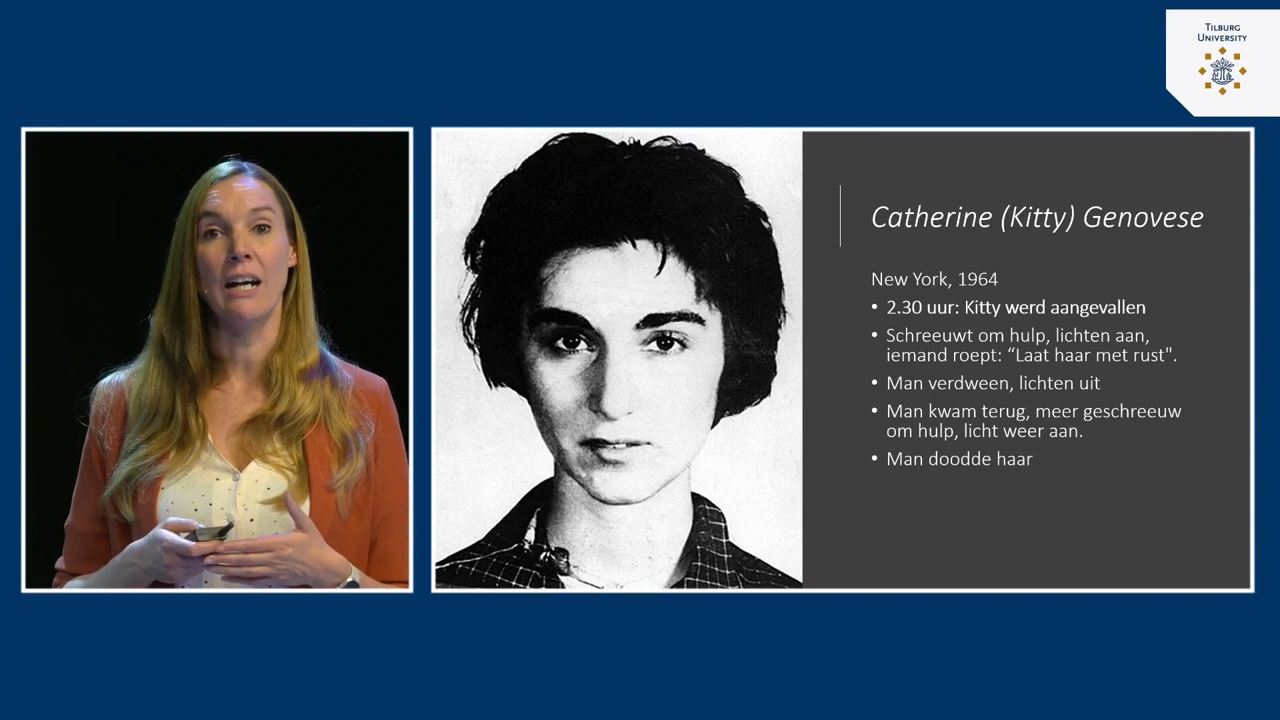 TILBURG
UNIVERSITY
Catherine (Kitty) Genovese
New York, 1964
• 2.30 uur: Kitty werd aangevallen
• Schreeuwt om hulp, lichten aan,
iemand roept: “Laat haar met rust".
• Man verdween, lichten uit
• Man kwam terug, meer geschreeuw
om hulp, licht weer aan.
• Man doodde haar